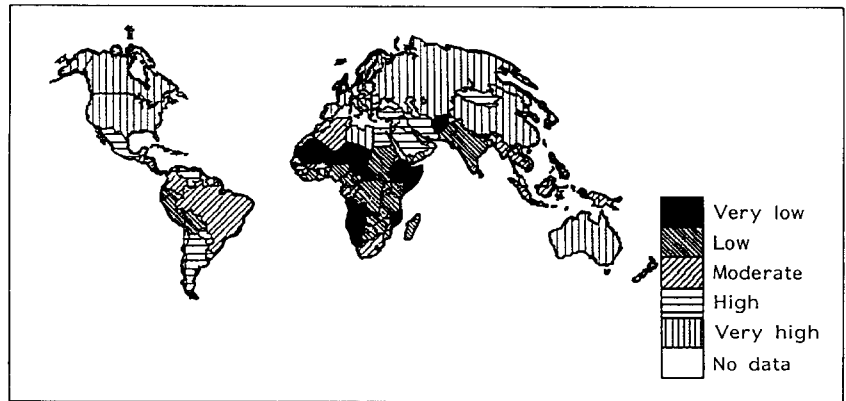 Very low
Low
Moderate
High
Very high
No data